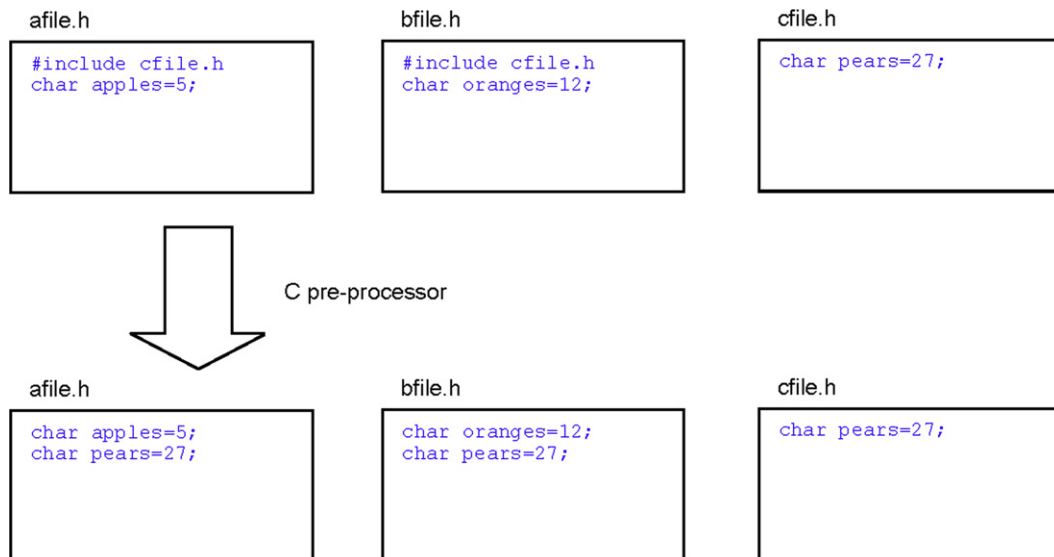 afile.h
#include cfile.h
char apples=5;
bfile.h
#include cfile.h
char oranges=12;
cfile.h
char pears=27;
C pre-processor
afile.h
char apples=5;
char pears=27;
bfile.h
char oranges=12;
char pears=27;
cfile.h
char pears=27;